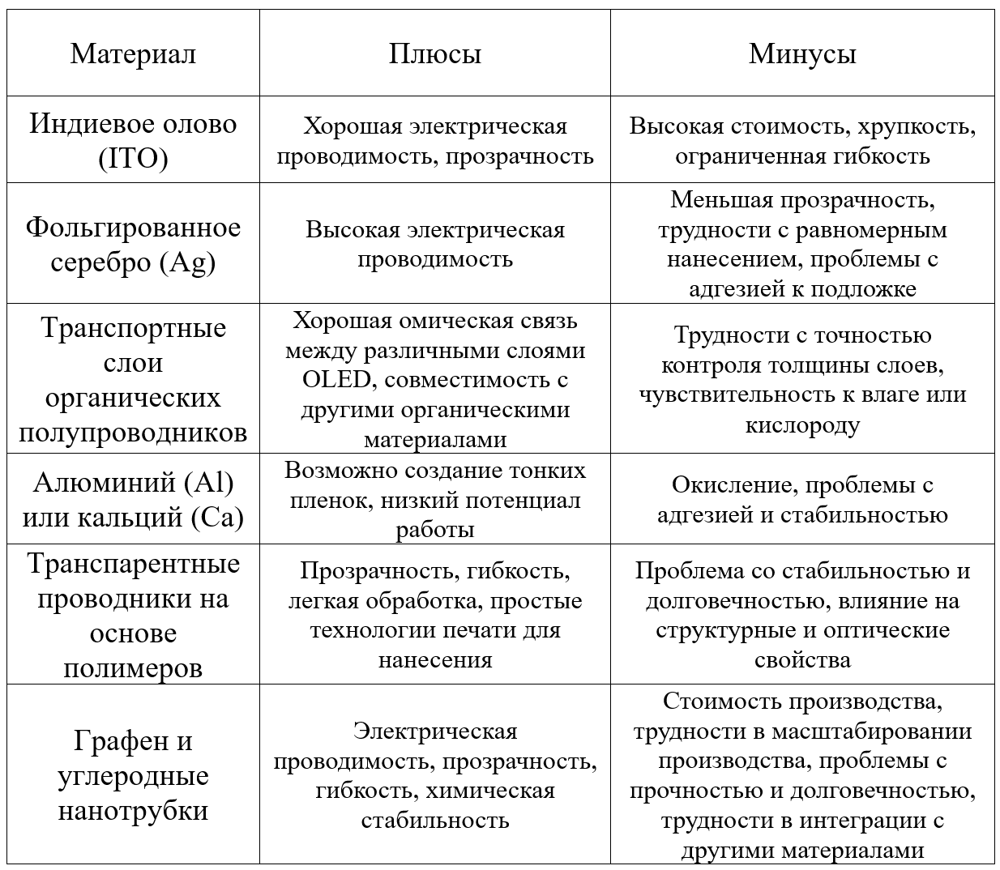 Материал
Плюсы
Минусы
Индиевое олово
(ITO)
Хорошая электрическая
проводимость, прозрачность
Высокая стоимость, хрупкость,
ограниченная гибкость
Фольгированное
серебро (Ag)
Высокая электрическая
проводимость
Меньшая прозрачность,
трудности с равномерным
нанесением, проблемы с
адгезией к подложке
Транспортные
слои
органических
полупроводников
Хорошая омическая связь
между различными слоями
OLED, совместимость с
другими органическими
материалами
Трудности с точностью
контроля толщины слоев,
чувствительность к влаге или
кислороду
Алюминий (Al)
или кальций (Ca)
Возможно создание тонких
пленок, низкий потенциал
работы
Окисление, проблемы с
адгезией и стабильностью
Транспарентные
проводники на
основе
полимеров
Прозрачность, гибкость,
легкая обработка, простые
технологии печати для
нанесения
Проблема со стабильностью и
долговечностью, влияние на
структурные и оптические
свойства
Графен и
углеродные
нанотрубки
Электрическая
проводимость, прозрачность,
гибкость, химическая
стабильность
Стоимость производства,
трудности в масштабировании
производства, проблемы с
прочностью и долговечностью,
трудности в интеграции с
другими материалами